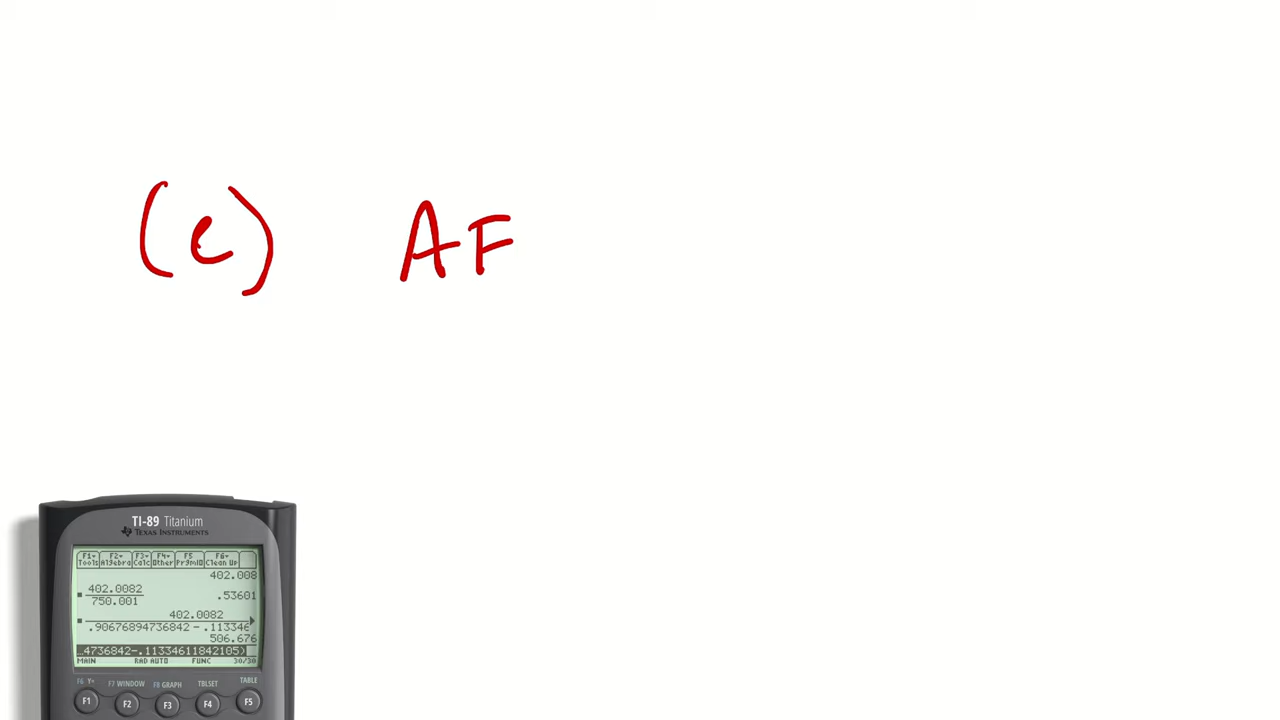 (e) AF
TI-89 Titanium
TEXAS INSTRUMENTS
F1 F2 F3 F4 F5 F6
Tools Algebra Calc Other PrgmIO Clean Up
402.008
402.0082
750.001
.53601
402.0082
.90676894736842 - .113346
506.676
…4736842-.11334611842105)
MAIN RAD AUTO FUNC 30/30
F6 Y= F7 WINDOW F8 GRAPH TBLSET TABLE
F1 F2 F3 F4 F5